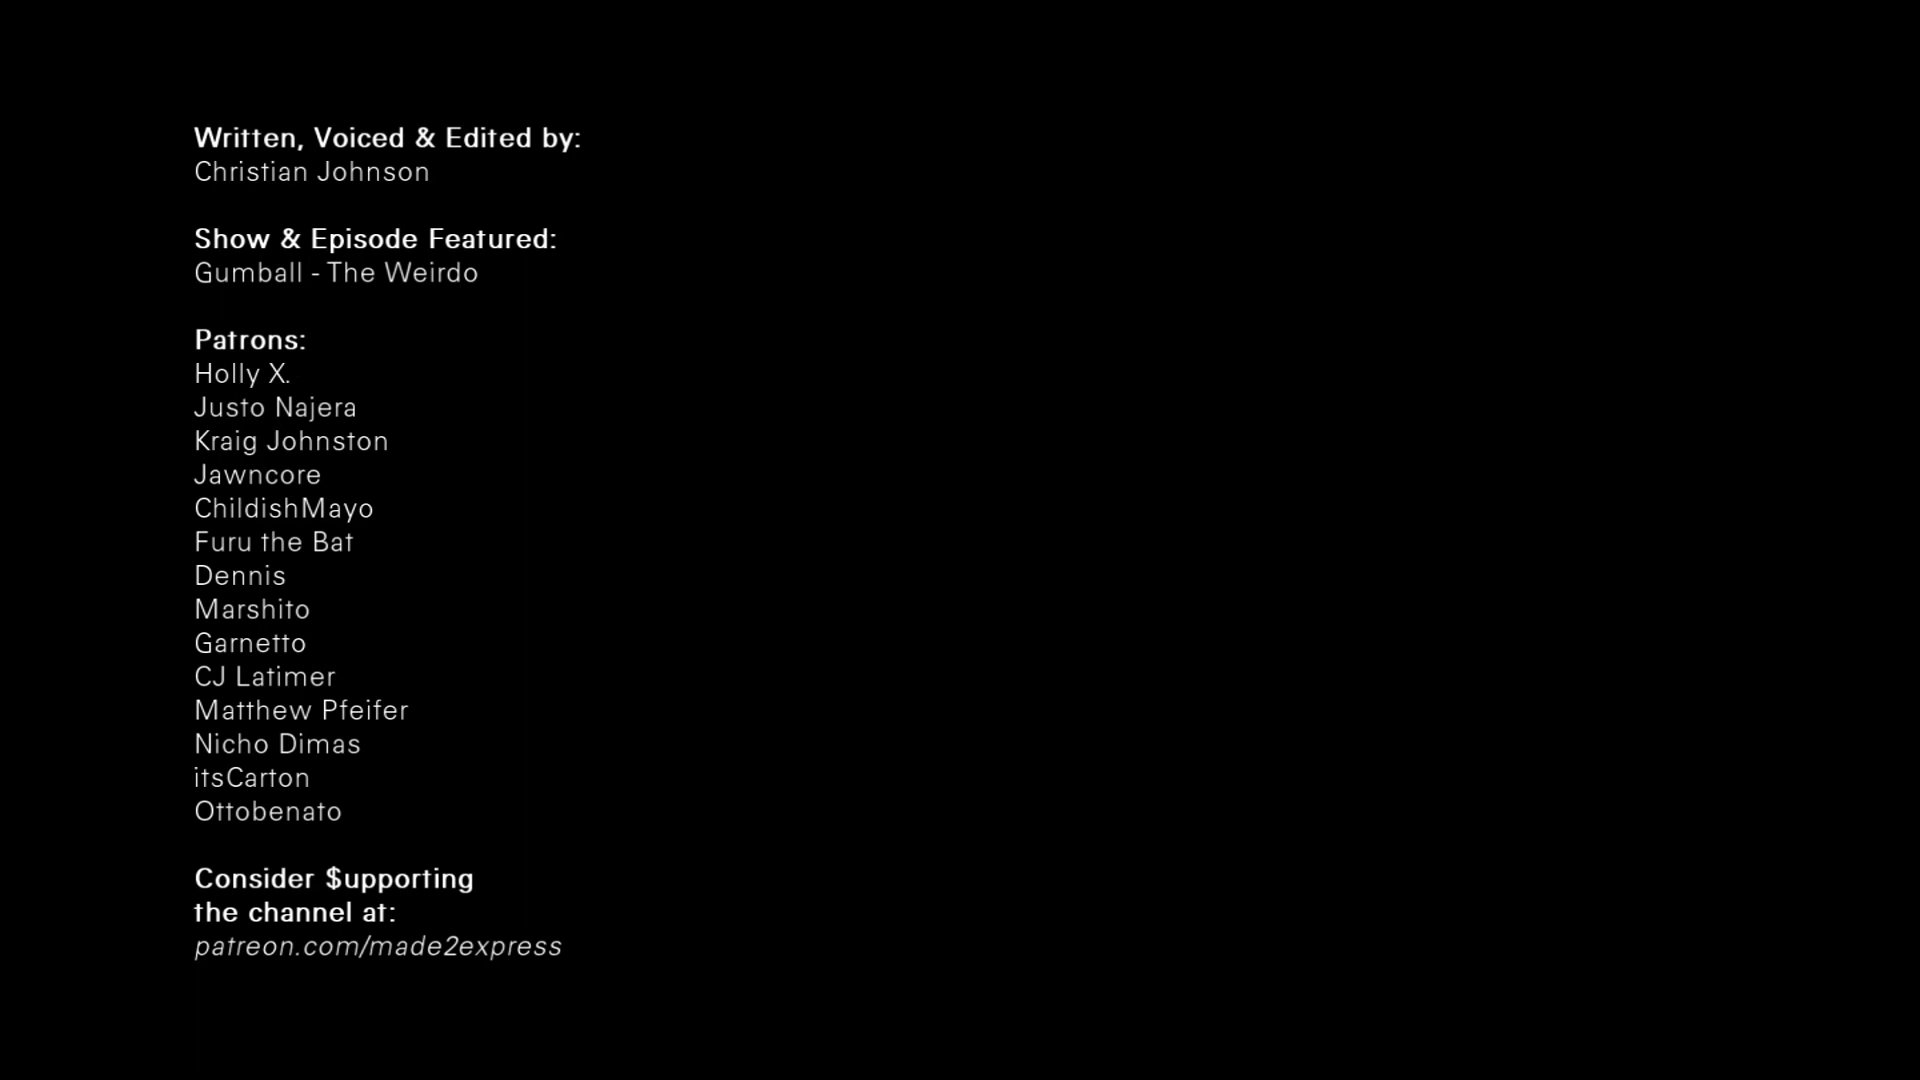 Written, Voiced & Edited by:
Christian Johnson
Show & Episode Featured:
Gumball - The Weirdo
Patrons:
Holly X.
Justo Najera
Kraig Johnston
Jawncore
ChildishMayo
Furu the Bat
Dennis
Marshito
Garnetto
CJ Latimer
Matthew Pfeifer
Nicho Dimas
itsCarton
Ottobenato
Consider $upporting
the channel at:
patreon.com/made2express